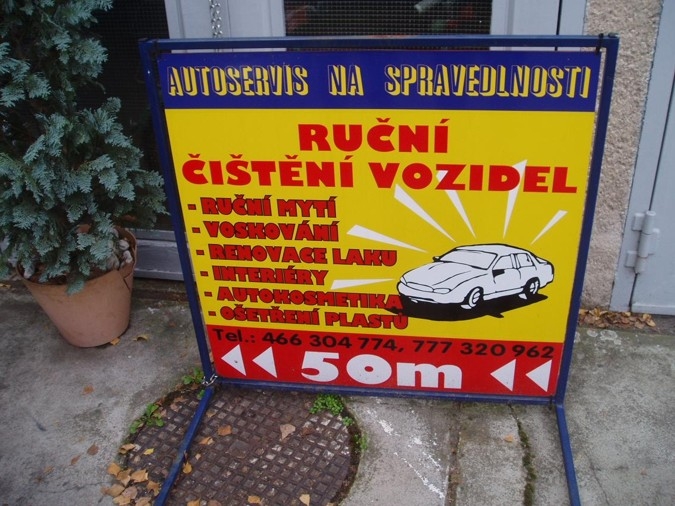 AUTOSERVIS NA SPRAVEDLNOSTI
RUČNÍ
ČIŠTĚNÍ VOZIDEL
- RUČNÍ MYTÍ
- VOSKOVÁNÍ
- RENOVACE LAKU
- INTERIÉRY
- AUTOKOSMETIKA
- OŠETŘENÍ PLASTŮ
Tel.: 466 304 774, 777 320 962
50m